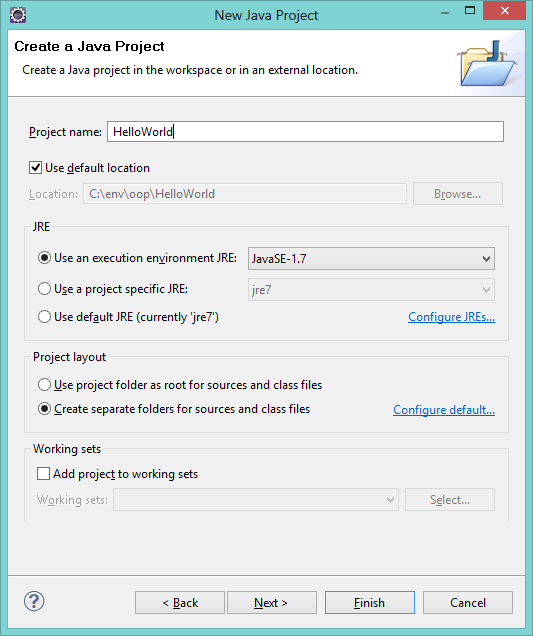 New Java Project
Create a Java Project
Create a Java project in the workspace or in an external location.
Project name: HelloWorld
Use default location
Location: C:\env\oop\HelloWorld Browse...
JRE
Use an execution environment JRE: JavaSE-1.7
Use a project specific JRE: jre7
Use default JRE (currently 'jre7') Configure JREs...
Project layout
Use project folder as root for sources and class files
Create separate folders for sources and class files Configure default...
Working sets
Add project to working sets
Working sets: Select...
? < Back Next > Finish Cancel